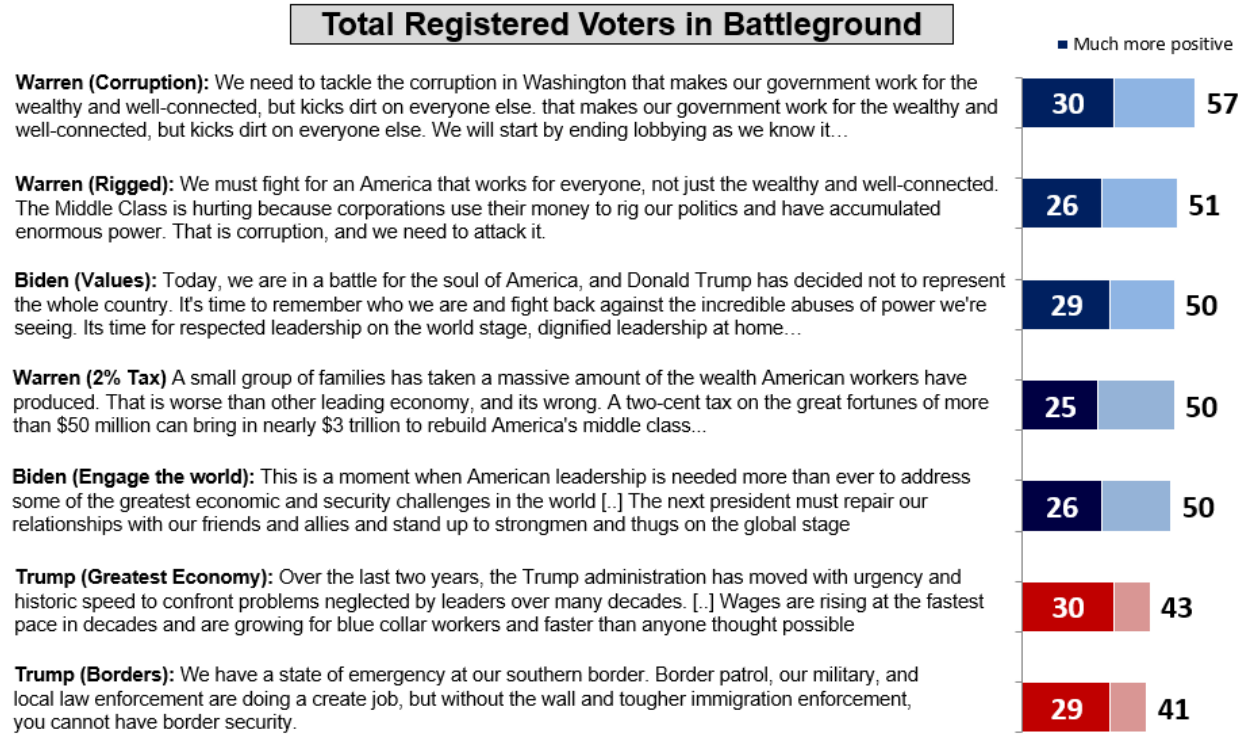 Total Registered Voters in Battleground
Much more positive
Warren (Corruption): We need to tackle the corruption in Washington that makes our government work for the
wealthy and well-connected, but kicks dirt on everyone else. that makes our government work for the wealthy and
well-connected, but kicks dirt on everyone else. We will start by ending lobbying as we know it…
30 57
Warren (Rigged): We must fight for an America that works for everyone, not just the wealthy and well-connected.
The Middle Class is hurting because corporations use their money to rig our politics and have accumulated
enormous power. That is corruption, and we need to attack it.
26 51
Biden (Values): Today, we are in a battle for the soul of America, and Donald Trump has decided not to represent
the whole country. It's time to remember who we are and fight back against the incredible abuses of power we're
seeing. Its time for respected leadership on the world stage, dignified leadership at home…
29 50
Warren (2% Tax) A small group of families has taken a massive amount of the wealth American workers have
produced. That is worse than other leading economy, and its wrong. A two-cent tax on the great fortunes of more
than $50 million can bring in nearly $3 trillion to rebuild America's middle class...
25 50
Biden (Engage the world): This is a moment when American leadership is needed more than ever to address
some of the greatest economic and security challenges in the world [..] The next president must repair our
relationships with our friends and allies and stand up to strongmen and thugs on the global stage
26 50
Trump (Greatest Economy): Over the last two years, the Trump administration has moved with urgency and
historic speed to confront problems neglected by leaders over many decades. [..] Wages are rising at the fastest
pace in decades and are growing for blue collar workers and faster than anyone thought possible
30 43
Trump (Borders): We have a state of emergency at our southern border. Border patrol, our military, and
local law enforcement are doing a create job, but without the wall and tougher immigration enforcement,
you cannot have border security.
29 41